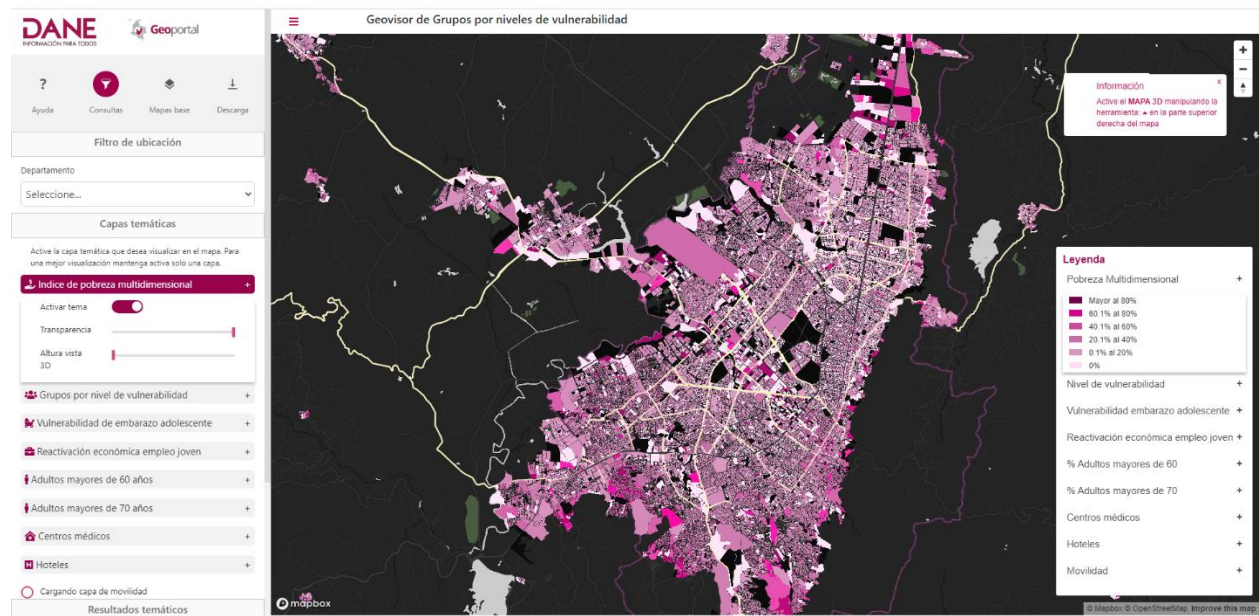 DANE
INFORMACIÓN PARA TODOS
Geoportal
Geovisor de Grupos por niveles de vulnerabilidad
?
Ayuda
Consultas
Mapas base
Descarga
Filtro de ubicación
Departamento
Seleccione...
Capas temáticas
Active la capa temática que desea visualizar en el mapa. Para
una mejor visualización mantenga activa solo una capa.
Indice de pobreza multidimensional +
Activar tema
Transparencia
Altura vista
3D
Grupos por nivel de vulnerabilidad +
Vulnerabilidad de embarazo adolescente +
Reactivación económica empleo joven +
Adultos mayores de 60 años +
Adultos mayores de 70 años +
Centros médicos +
H Hoteles +
Cargando capa de movilidad
Resultados temáticos
+
−
Información x
Active el MAPA 3D manipulando la
herramienta: ▲ en la parte superior
derecha del mapa
Leyenda
Pobreza Multidimensional +
Mayor al 80%
60.1% al 80%
40.1% al 60%
20.1% al 40%
0.1% al 20%
0%
Nivel de vulnerabilidad +
Vulnerabilidad embarazo adolescente +
Reactivación económica empleo joven +
% Adultos mayores de 60 +
% Adultos mayores de 70 +
Centros médicos +
Hoteles +
Movilidad +
mapbox
© Mapbox © OpenStreetMap Improve this map